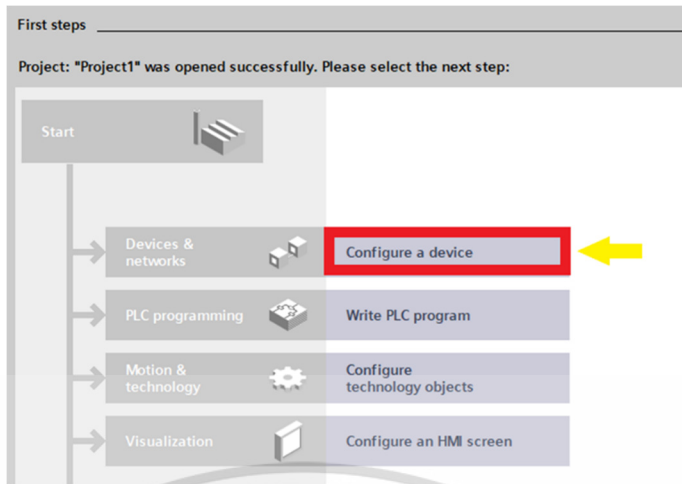 First steps
Project: "Project1" was opened successfully. Please select the next step:
Start
Devices &
networks
Configure a device
PLC programming
Write PLC program
Motion &
technology
Configure
technology objects
Visualization
Configure an HMI screen